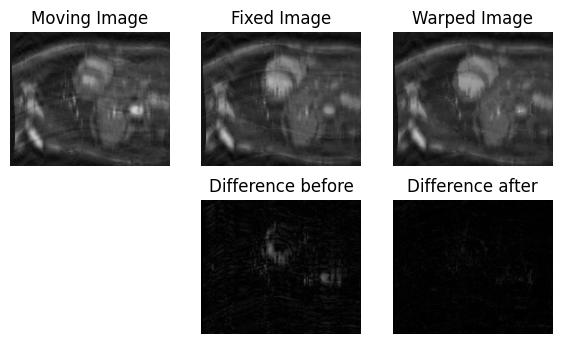 Moving Image
Fixed Image
Warped Image
Difference before
Difference after